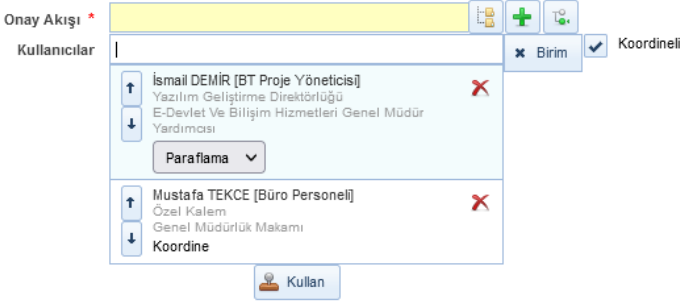 Onay Akışı *
Kullanıcılar
Birim
Koordineli
İsmail DEMİR [BT Proje Yöneticisi]
Yazılım Geliştirme Direktörlüğü
E-Devlet Ve Bilişim Hizmetleri Genel Müdür
Yardımcısı
Paraflama
Mustafa TEKCE [Büro Personeli]
Özel Kalem
Genel Müdürlük Makamı
Koordine
Kullan